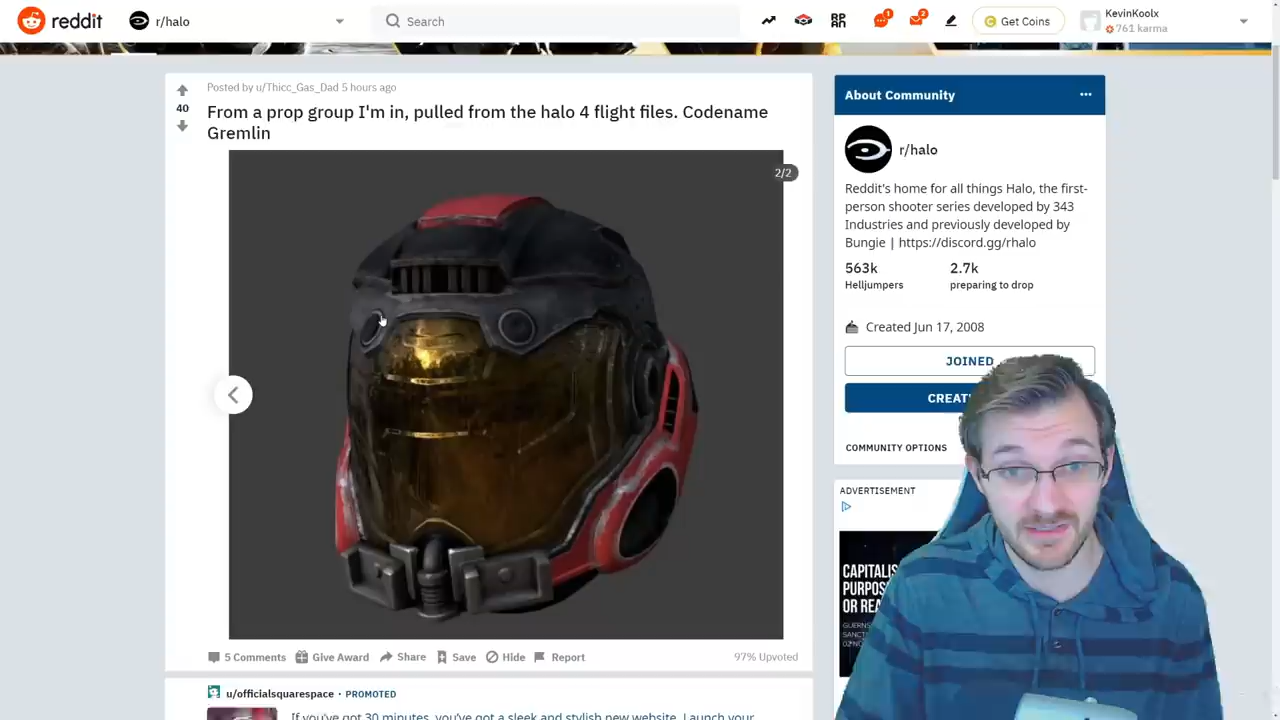 reddit
r/halo
Search
RP
AN
1
2
Get Coins
KevinKoolx
761 karma
Posted by u/Thicc_Gas_Dad 5 hours ago
40
From a prop group I'm in, pulled from the halo 4 flight files. Codename
Gremlin
2/2
5 Comments
Give Award
Share
Save
Hide
Report
97% Upvoted
u/officialsquarespace · PROMOTED
If you've got 30 minutes, you've got a sleek and stylish new website. Launch your
About Community
r/halo
Reddit's home for all things Halo, the first-
person shooter series developed by 343
Industries and previously developed by
Bungie | https://discord.gg/rhalo
563k
2.7k
Helljumpers
preparing to drop
Created Jun 17, 2008
JOINED
COMMUNITY OPTIONS
ADVERTISEMENT
OR